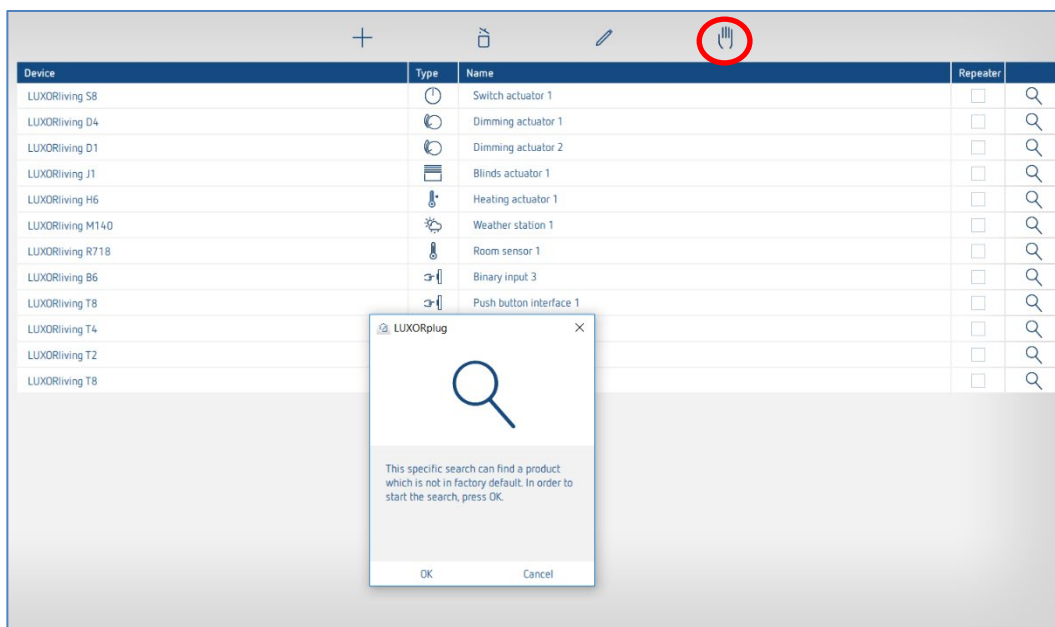 Device Type Name Repeater
LUXORliving S8 Switch actuator 1
LUXORliving D4 Dimming actuator 1
LUXORliving D1 Dimming actuator 2
LUXORliving J1 Blinds actuator 1
LUXORliving H6 Heating actuator 1
LUXORliving M140 Weather station 1
LUXORliving R718 Room sensor 1
LUXORliving B6 Binary input 3
LUXORliving T8 Push button interface 1
LUXORliving T4
LUXORliving T2
LUXORliving T8
LUXORplug
This specific search can find a product
which is not in factory default. In order to
start the search, press OK.
OK Cancel